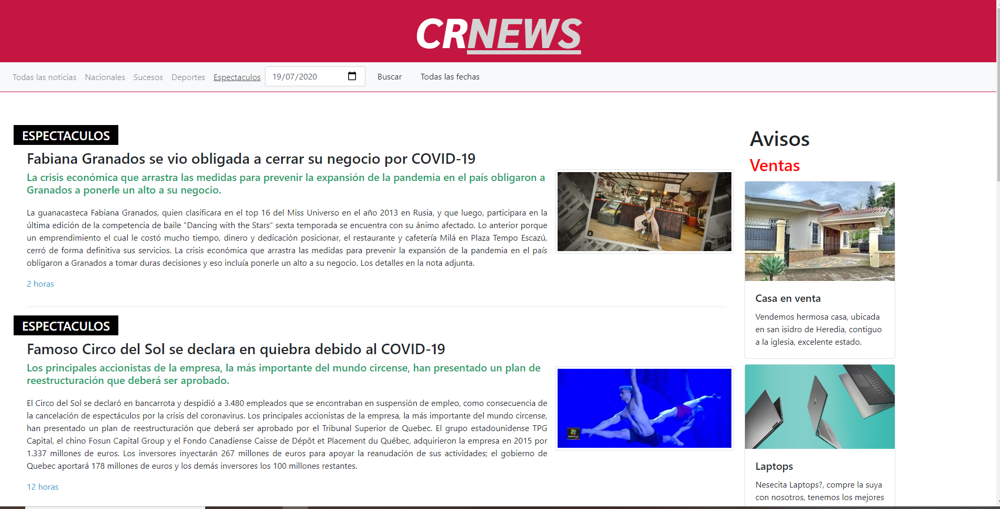 CRNEWS
Todas las noticias Nacionales Sucesos Deportes Espectaculos 19/07/2020 Buscar Todas las fechas
ESPECTACULOS
Fabiana Granados se vio obligada a cerrar su negocio por COVID-19
La crisis económica que arrastra las medidas para prevenir la expansión de la pandemia en el país obligaron a
Granados a ponerle un alto a su negocio.
La guanacasteca Fabiana Granados, quien clasificara en el top 16 del Miss Universo en el año 2013 en Rusia, y que luego, participara en la
última edición de la competencia de baile “Dancing with the Stars” sexta temporada se encuentra con su ánimo afectado. Lo anterior porque
un emprendimiento el cual le costó mucho tiempo, dinero y dedicación posicionar, el restaurante y cafetería Milá en Plaza Tempo Escazú,
cerró de forma definitiva sus servicios. La crisis económica que arrastra las medidas para prevenir la expansión de la pandemia en el país
obligaron a Granados a tomar duras decisiones y eso incluía ponerle un alto a su negocio. Los detalles en la nota adjunta.
2 horas
ESPECTACULOS
Famoso Circo del Sol se declara en quiebra debido al COVID-19
Los principales accionistas de la empresa, la más importante del mundo circense, han presentado un plan de
reestructuración que deberá ser aprobado.
El Circo del Sol se declaró en bancarrota y despidió a 3.480 empleados que se encontraban en suspensión de empleo, como consecuencia de
la cancelación de espectáculos por la crisis del coronavirus. Los principales accionistas de la empresa, la más importante del mundo circense,
han presentado un plan de reestructuración que deberá ser aprobado por el Tribunal Superior de Quebec. El grupo estadounidense TPG
Capital, el chino Fosun Capital Group y el Fondo Canadiense Caisse de Dépôt et Placement du Québec, adquirieron la empresa en 2015 por
1.337 millones de euros. Los inversores inyectarán 267 millones de euros para apoyar la reanudación de sus actividades; el gobierno de
Quebec aportará 178 millones de euros y los demás inversores los 100 millones restantes.
12 horas
Avisos
Ventas
Casa en venta
Vendemos hermosa casa, ubicada
en san isidro de Heredia, contiguo
a la iglesia, excelente estado.
Laptops
Nesecita Laptops?, compre la suya
con nosotros, tenemos los mejores